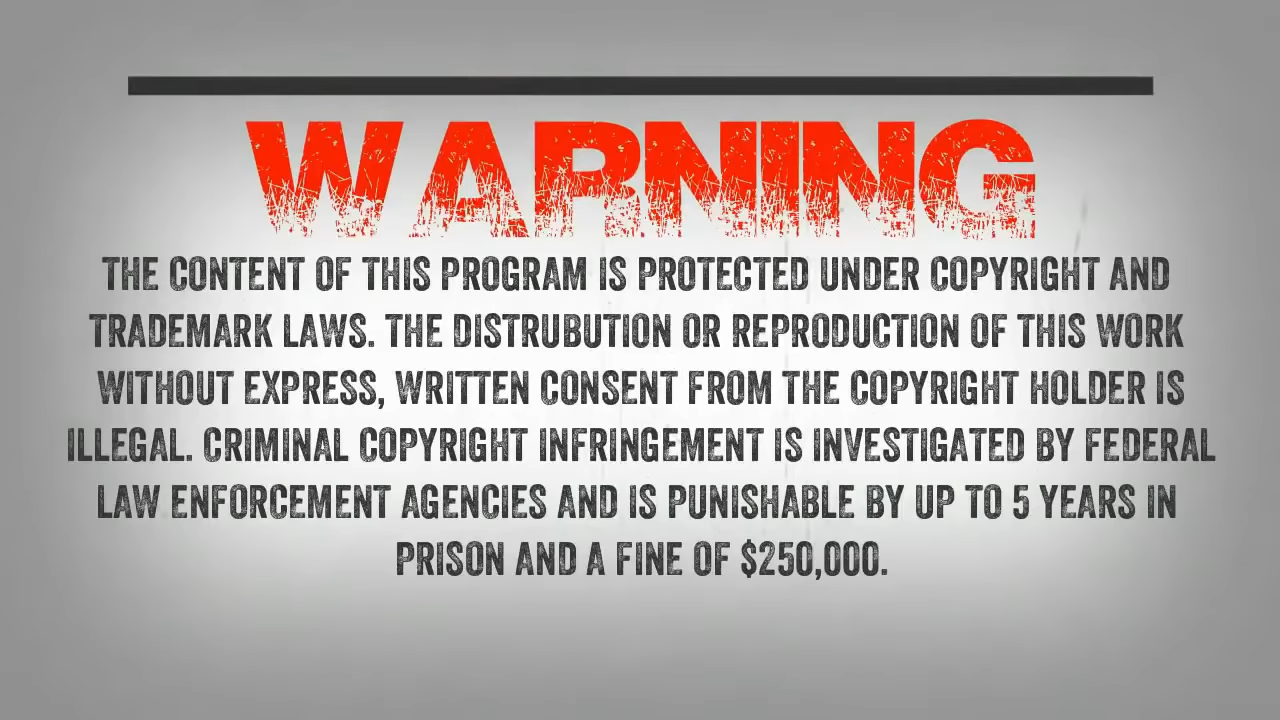 WARNING
THE CONTENT OF THIS PROGRAM IS PROTECTED UNDER COPYRIGHT AND
TRADEMARK LAWS. THE DISTRUBUTION OR REPRODUCTION OF THIS WORK
WITHOUT EXPRESS, WRITTEN CONSENT FROM THE COPYRIGHT HOLDER IS
ILLEGAL. CRIMINAL COPYRIGHT INFRINGEMENT IS INVESTIGATED BY FEDERAL
LAW ENFORCEMENT AGENCIES AND IS PUNISHABLE BY UP TO 5 YEARS IN
PRISON AND A FINE OF $250,000.